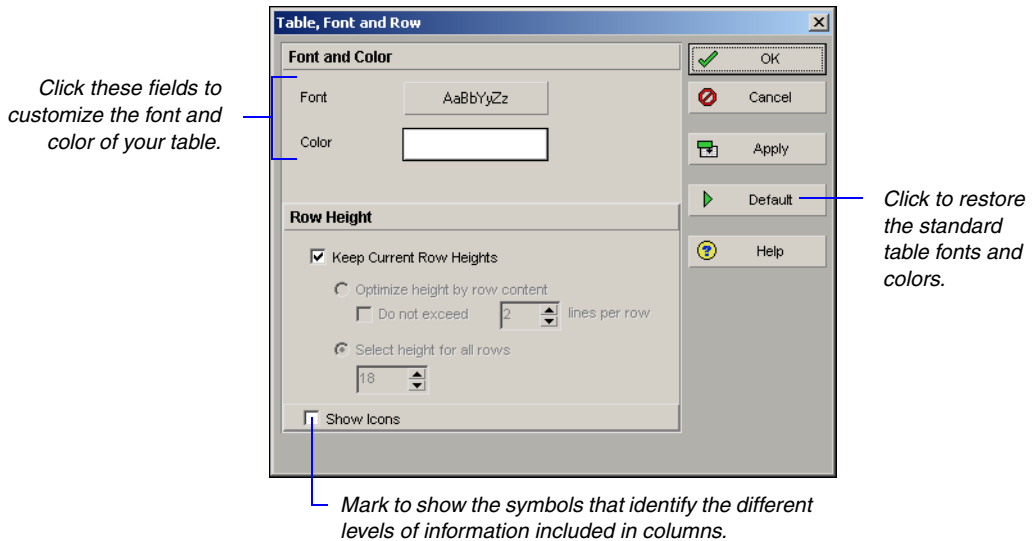 Table, Font and Row
Font and Color
OK
Click these fields to
customize the font and
color of your table.
Font
AaBbYyZz
Cancel
Color
Apply
Default
Click to restore
the standard
table fonts and
colors.
Row Height
Keep Current Row Heights
Help
Optimize height by row content
Do not exceed 2 lines per row
Select height for all rows
18
Show Icons
Mark to show the symbols that identify the different
levels of information included in columns.